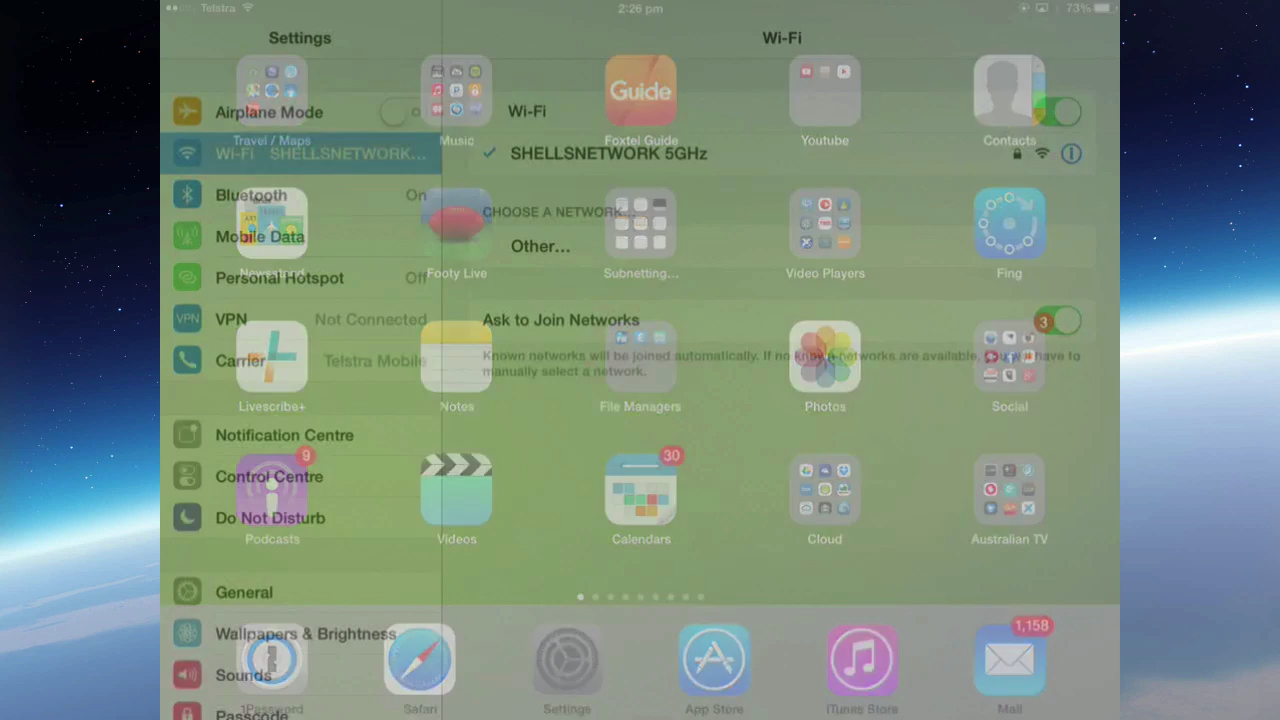 Telstra 2:26 pm 73%
Settings Wi-Fi
Guide
Airplane Mode Wi-Fi
Travel / Maps Music Foxtel Guide Youtube Contacts
Wi-Fi SHELLSNETWORK... SHELLSNETWORK 5GHz
Bluetooth On
CHOOSE A NETWORK...
Mobile Data Other...
Newsstand Footy Live Subnetting... Video Players Fing
Personal Hotspot Off
VPN VPN Not Connected Ask to Join Networks 3
Carrier Telstra Mobile Known networks will be joined automatically. If no known networks are available, you will have to
manually select a network.
Livescribe+ Notes File Managers Photos Social
Notification Centre
9 30
Control Centre
Do Not Disturb
Podcasts Videos Calendars Cloud Australian TV
General
1,158
Wallpapers & Brightness
Sounds
1Password Safari Settings App Store iTunes Store Mail
Passcode